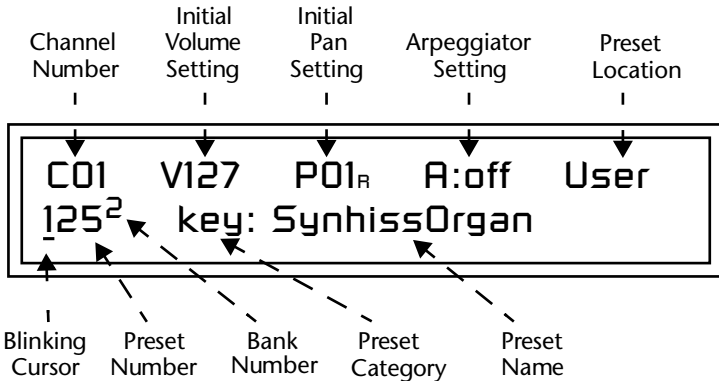 Channel Number
Initial Volume Setting
Initial Pan Setting
Arpeggiator Setting
Preset Location
C01 V127 P01R A:off User
125² key: SynhissOrgan
Blinking Cursor
Preset Number
Bank Number
Preset Category
Preset Name